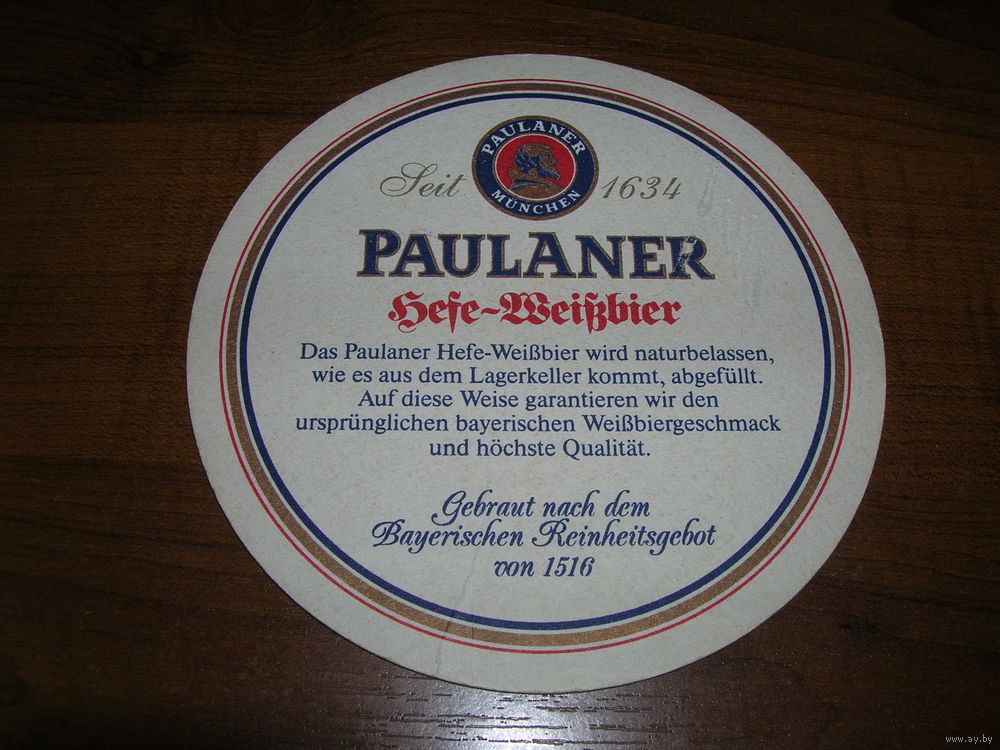 PAULANER
MÜNCHEN
Seit 1634
PAULANER
Hefe-Weißbier
Das Paulaner Hefe-Weißbier wird naturbelassen,
wie es aus dem Lagerkeller kommt, abgefüllt.
Auf diese Weise garantieren wir den
ursprünglichen bayerischen Weißbiergeschmack
und höchste Qualität.
Gebraut nach dem
Bayerischen Reinheitsgebot
von 1516
www.ay.by